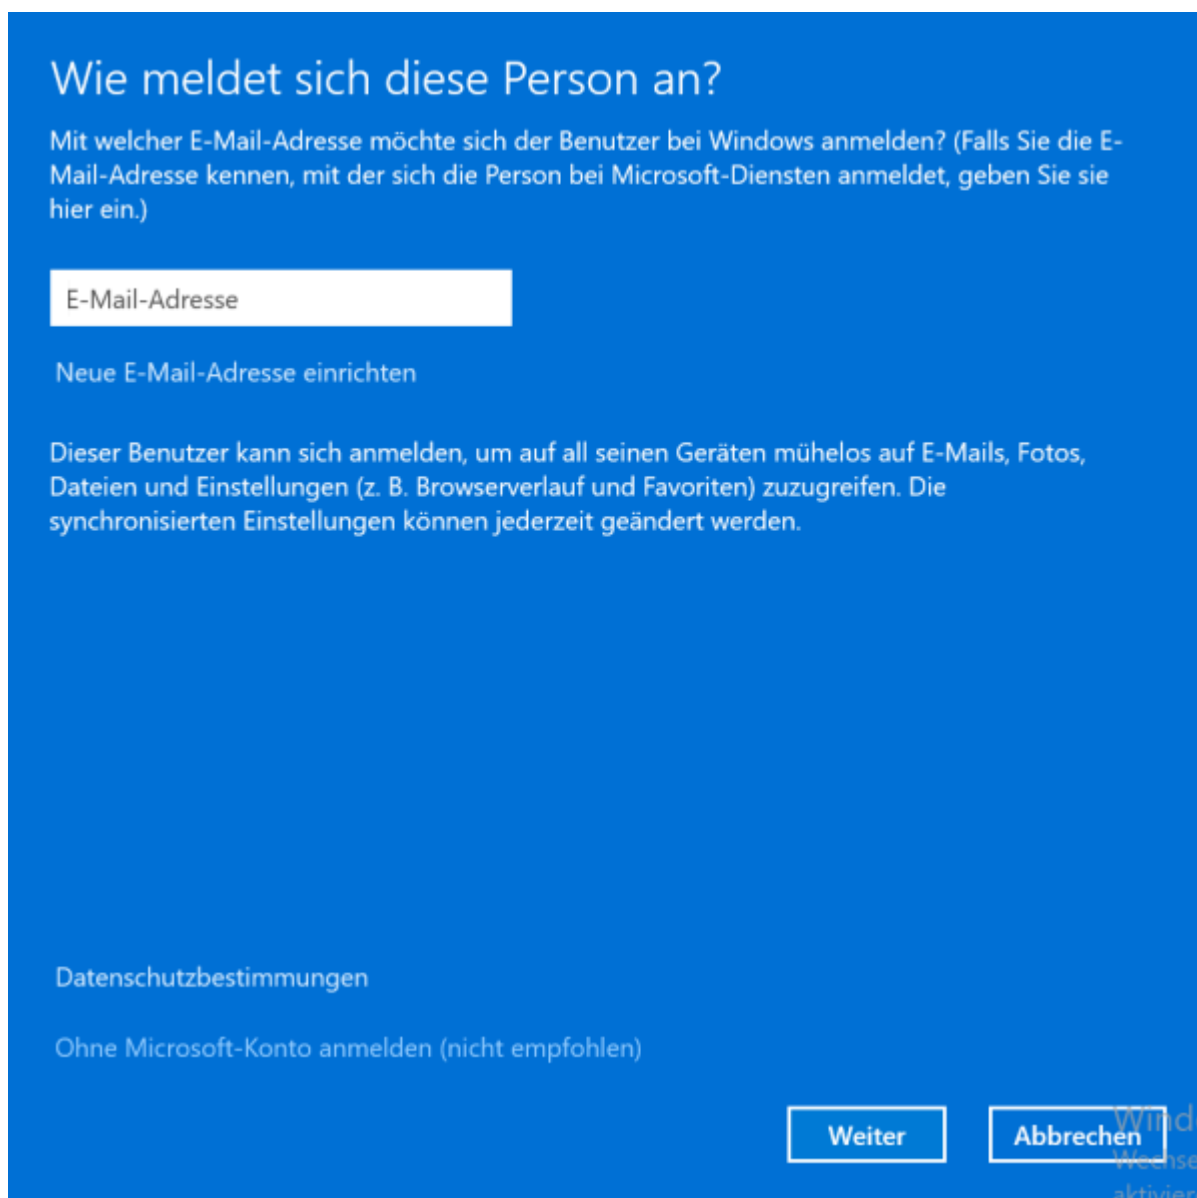 Wie meldet sich diese Person an?
Mit welcher E-Mail-Adresse möchte sich der Benutzer bei Windows anmelden? (Falls Sie die E-
Mail-Adresse kennen, mit der sich die Person bei Microsoft-Diensten anmeldet, geben Sie sie
hier ein.)
E-Mail-Adresse
Neue E-Mail-Adresse einrichten
Dieser Benutzer kann sich anmelden, um auf all seinen Geräten mühelos auf E-Mails, Fotos,
Dateien und Einstellungen (z. B. Browserverlauf und Favoriten) zuzugreifen. Die
synchronisierten Einstellungen können jederzeit geändert werden.
Datenschutzbestimmungen
Ohne Microsoft-Konto anmelden (nicht empfohlen)
Weiter
Abbrechen